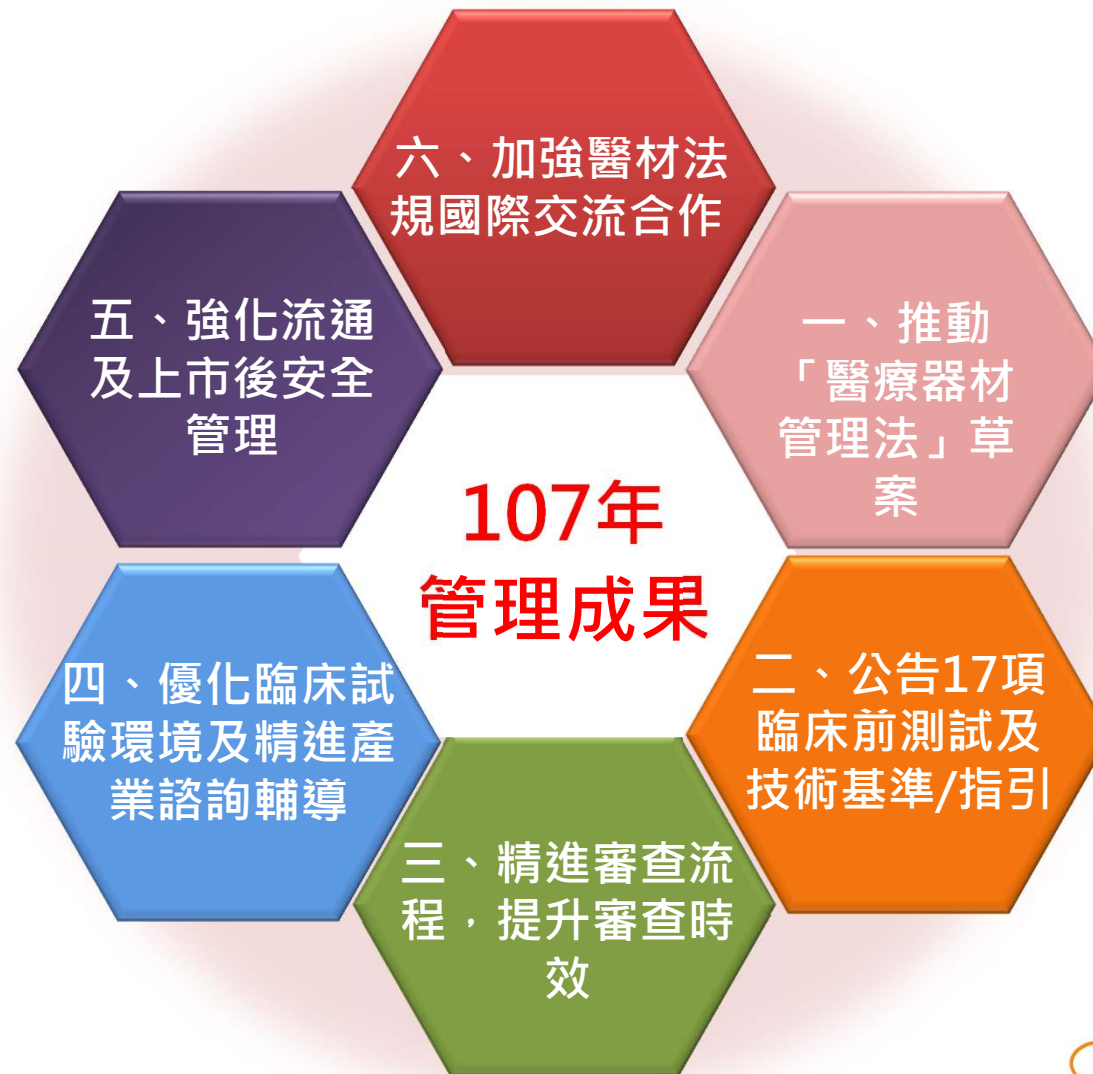 六、加強醫材法
規國際交流合作
一、推動
「醫療器材
管理法」草
案
二、公告17項
臨床前測試及
技術基準/指引
三、精進審查流
程，提升審查時
效
四、優化臨床試
驗環境及精進產
業諮詢輔導
五、強化流通
及上市後安全
管理
107年
管理成果